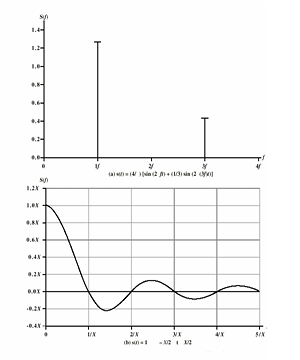 S(f)
1.4
1.2
1.0
0.8
0.6
0.4
0.2
0.0
0 1f 2f 3f 4f f
(a) s(t) = (4/ ) [sin (2 ft) + (1/3) sin (2 (3f)t)]
S(f)
1.2X
1.0X
0.8X
0.6X
0.4X
0.2X
0.0X
-0.2X
-0.4X
0 1/X 2/X 3/X 4/X 5/X
(b) s(t) = 1 – X/2 t X/2